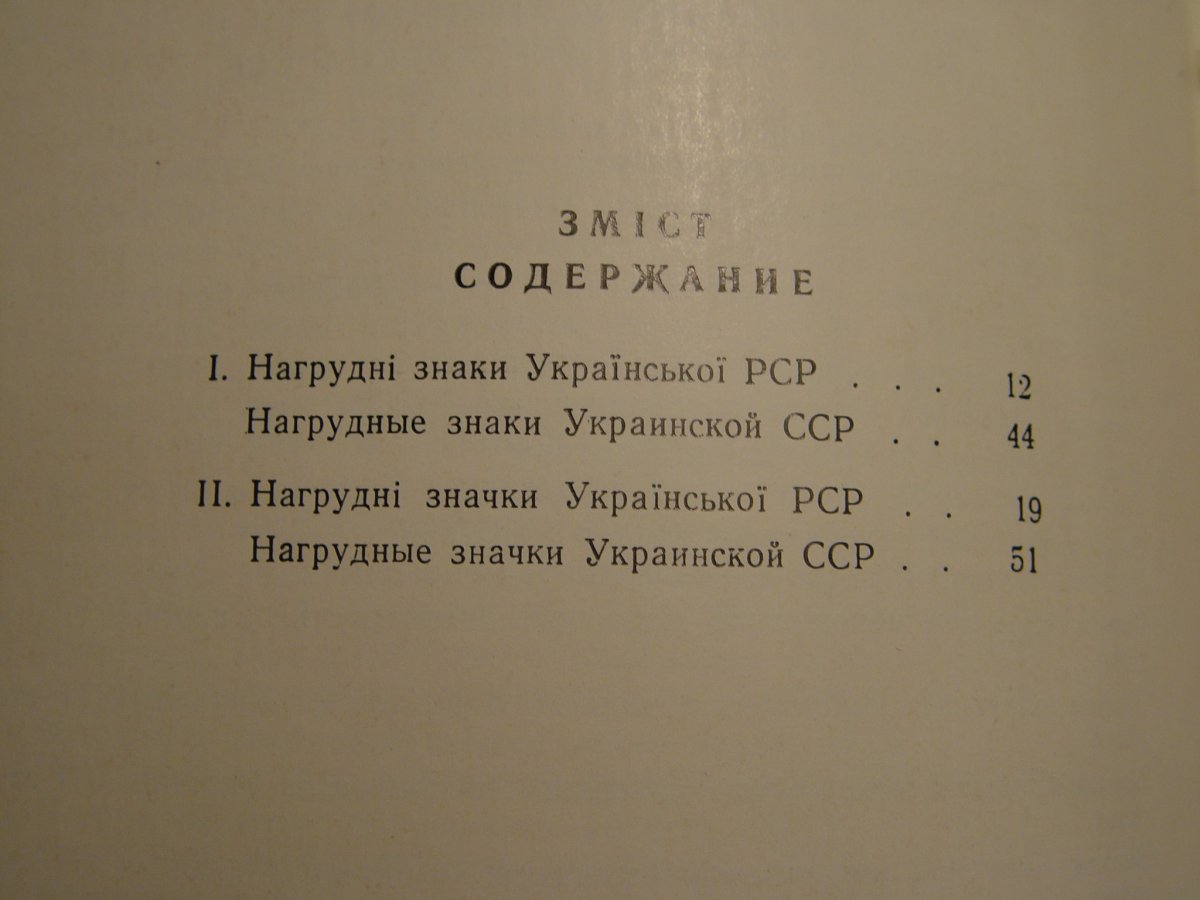 ЗМІСТ
СОДЕРЖАНИЕ
I. Нагрудні знаки Української РСР . . . 12
Нагрудные знаки Украинской ССР . . 44
II. Нагрудні значки Української РСР . . 19
Нагрудные значки Украинской ССР . . 51